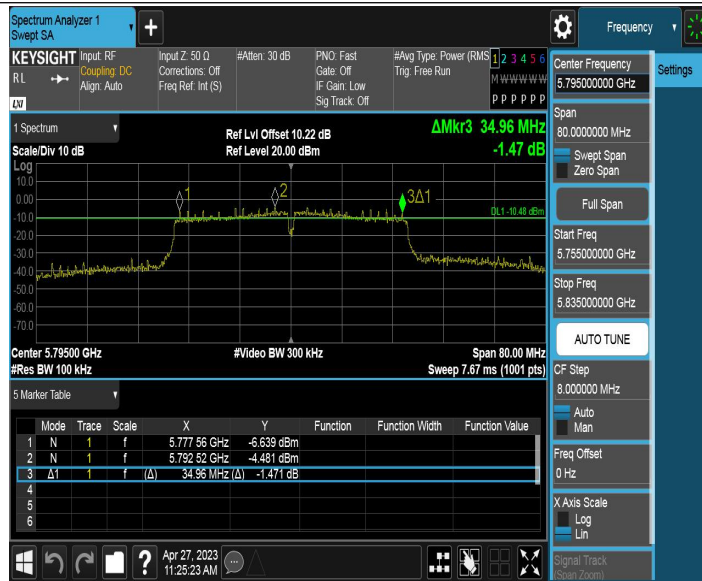 Spectrum Analyzer 1
Swept SA
Frequency
KEYSIGHT
RL
LXI
Input: RF
Coupling: DC
Align: Auto
Input Z: 50 Ω
Corrections: Off
Freq Ref: Int (S)
#Atten: 30 dB
PNO: Fast
Gate: Off
IF Gain: Low
Sig Track: Off
#Avg Type: Power (RMS
Trig: Free Run
1 2 3 4 5 6
M W W W W W
P P P P P P
1 Spectrum
Scale/Div 10 dB
Ref Lvl Offset 10.22 dB
Ref Level 20.00 dBm
ΔMkr3 34.96 MHz
-1.47 dB
Log
10.0
0.00
-10.0
-20.0
-30.0
-40.0
-50.0
-60.0
-70.0
1
2
3Δ1
DL1 -10.48 dBm
Center 5.79500 GHz
#Video BW 300 kHz
Span 80.00 MHz
#Res BW 100 kHz
Sweep 7.67 ms (1001 pts)
5 Marker Table
Mode Trace Scale X Y Function Function Width Function Value
1 N 1 f 5.777 56 GHz -6.639 dBm
2 N 1 f 5.792 52 GHz -4.481 dBm
3 Δ1 1 f (Δ) 34.96 MHz (Δ) -1.471 dB
4
5
6
Center Frequency
5.795000000 GHz
Settings
Span
80.0000000 MHz
Swept Span
Zero Span
Full Span
Start Freq
5.755000000 GHz
Stop Freq
5.835000000 GHz
AUTO TUNE
CF Step
8.000000 MHz
Auto
Man
Freq Offset
0 Hz
X Axis Scale
Log
Lin
Signal Track
(Span Zoom)
?
Apr 27, 2023
11:25:23 AM